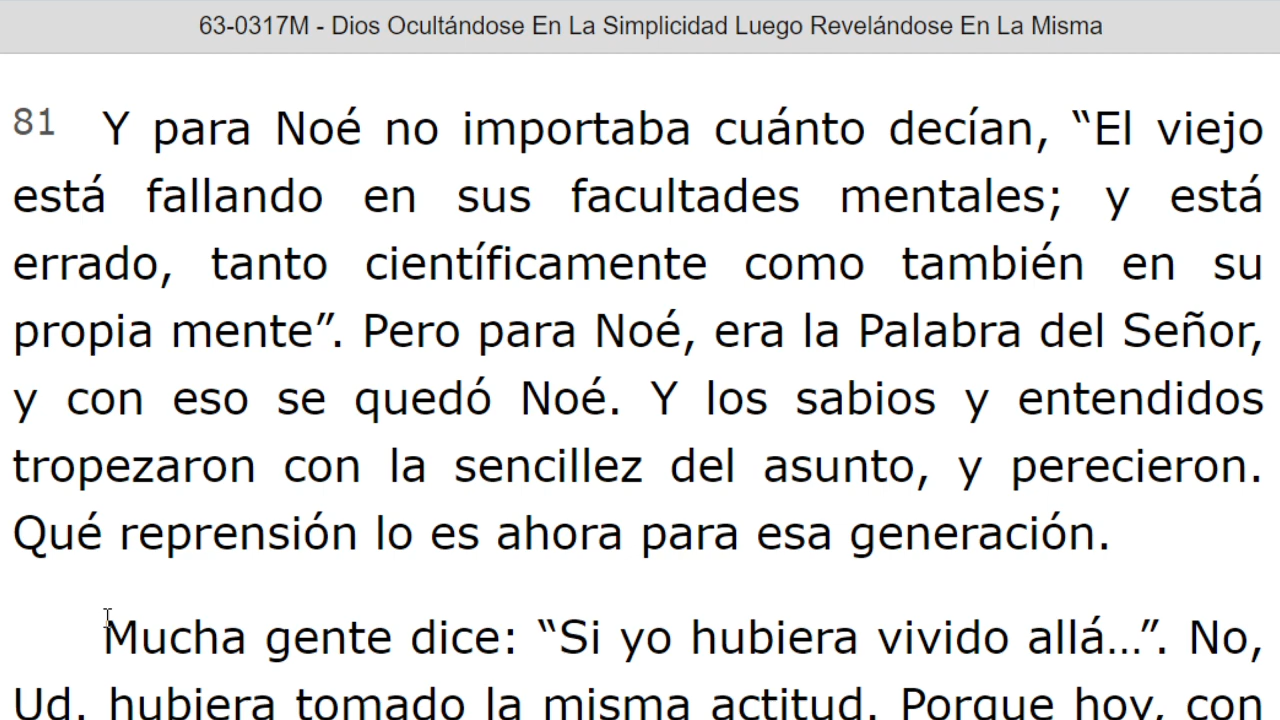 63-0317M - Dios Ocultándose En La Simplicidad Luego Revelándose En La Misma
81 Y para Noé no importaba cuánto decían, “El viejo
está fallando en sus facultades mentales; y está
errado, tanto científicamente como también en su
propia mente”. Pero para Noé, era la Palabra del Señor,
y con eso se quedó Noé. Y los sabios y entendidos
tropezaron con la sencillez del asunto, y perecieron.
Qué reprensión lo es ahora para esa generación.
Mucha gente dice: “Si yo hubiera vivido allá…”. No,
Ud. hubiera tomado la misma actitud. Porque hoy, con